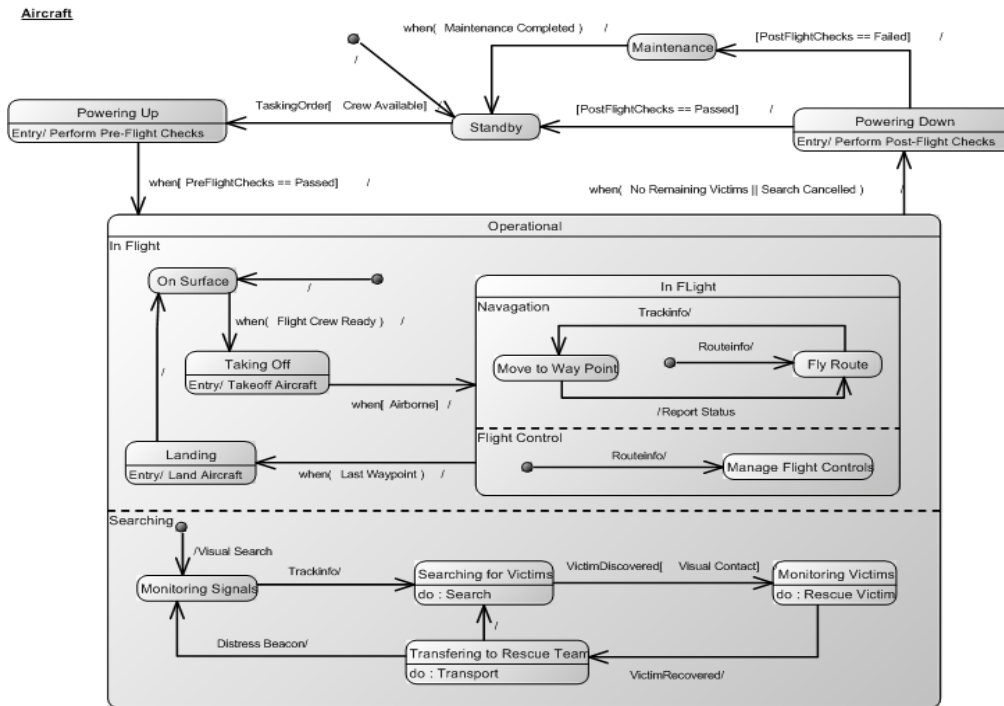 Aircraft
when( Maintenance Completed ) /
Maintenance
[PostFlightChecks == Failed] /
/
TaskingOrder[ Crew Available]
Powering Up
Entry/ Perform Pre-Flight Checks
Standby
[PostFlightChecks == Passed] /
Powering Down
Entry/ Perform Post-Flight Checks
when[ PreFlightChecks == Passed] /
when( No Remaining Victims || Search Cancelled ) /
Operational
In Flight
On Surface
/
when( Flight Crew Ready ) /
Taking Off
Entry/ Takeoff Aircraft
when[ Airborne] /
/
Landing
Entry/ Land Aircraft
when( Last Waypoint ) /
In FLight
Navagation
Trackinfo/
Routeinfo/
Move to Way Point
Fly Route
/Report Status
Flight Control
Routeinfo/
Manage Flight Controls
Searching
/Visual Search
Monitoring Signals
Trackinfo/
Searching for Victims
do : Search
VictimDiscovered[ Visual Contact] /
Monitoring Victims
do : Rescue Victim
/
Distress Beacon/
Transfering to Rescue Team
do : Transport
VictimRecovered/